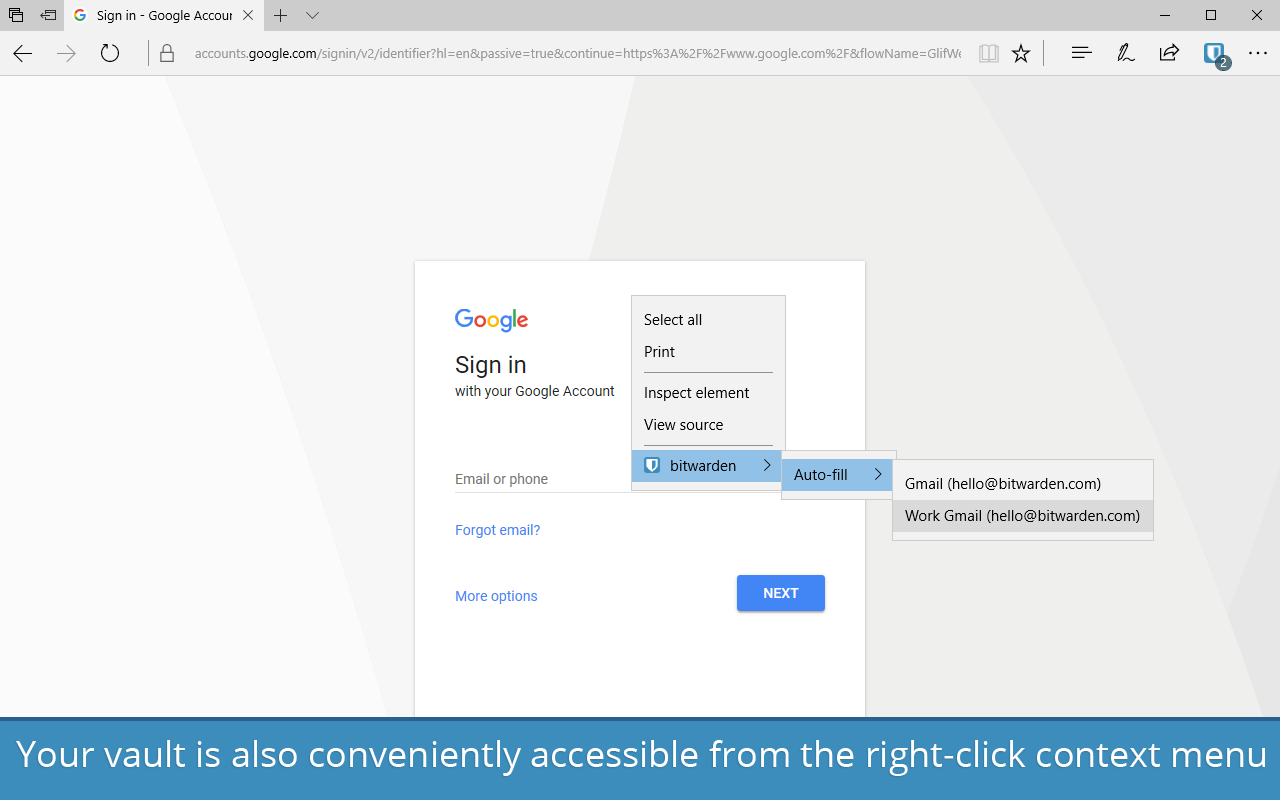 Sign in - Google Accour
accounts.google.com/signin/v2/identifier?hl=en&passive=true&continue=https%3A%2F%2Fwww.google.com%2F&flowName=GlifWe
2
Google
Sign in
with your Google Account
Email or phone
Forgot email?
More options
NEXT
Select all
Print
Inspect element
View source
bitwarden
Auto-fill
Gmail (hello@bitwarden.com)
Work Gmail (hello@bitwarden.com)
Your vault is also conveniently accessible from the right-click context menu